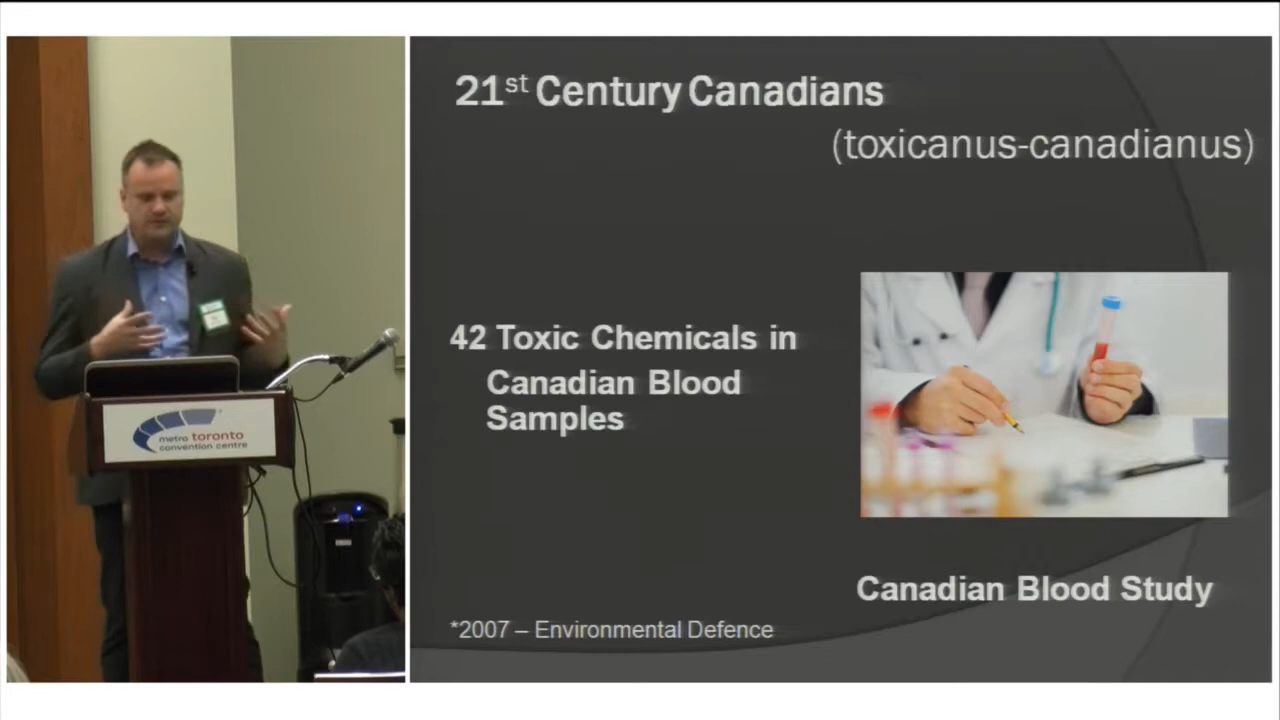 metro toronto
convention centre
21st Century Canadians
(toxicanus-canadianus)
42 Toxic Chemicals in
Canadian Blood
Samples
Canadian Blood Study
*2007 – Environmental Defence